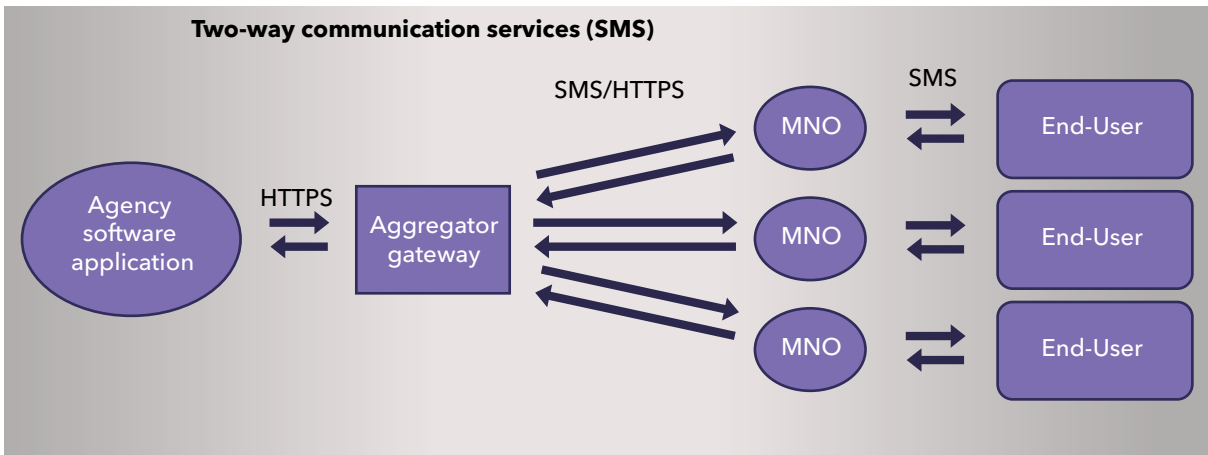 Two-way communication services (SMS)
SMS/HTTPS
SMS
MNO
End-User
HTTPS
Agency
software
application
Aggregator
gateway
MNO
End-User
MNO
End-User